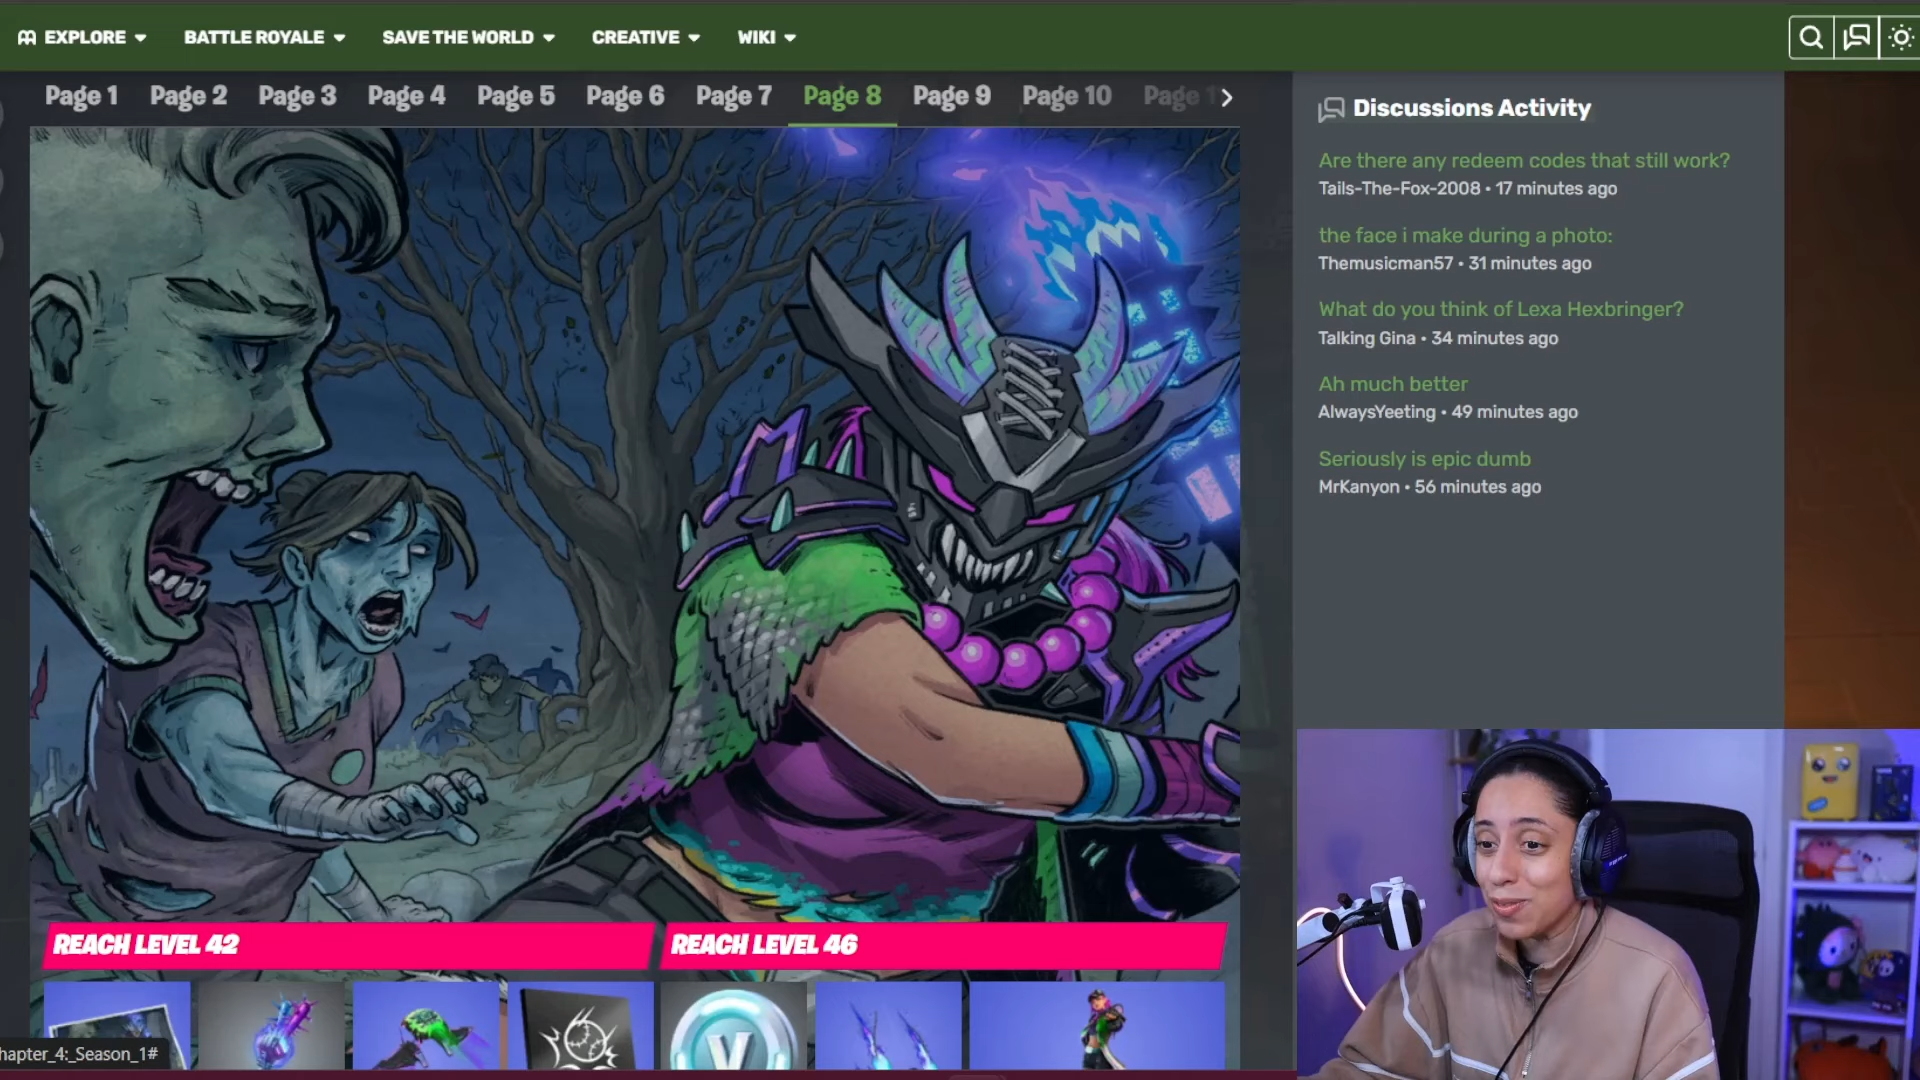 EXPLORE
BATTLE ROYALE
SAVE THE WORLD
CREATIVE
WIKI
Page 1
Page 2
Page 3
Page 4
Page 5
Page 6
Page 7
Page 8
Page 9
Page 10
Page 1
Discussions Activity
Are there any redeem codes that still work?
Tails-The-Fox-2008 • 17 minutes ago
the face i make during a photo:
Themusicman57 • 31 minutes ago
What do you think of Lexa Hexbringer?
Talking Gina • 34 minutes ago
Ah much better
AlwaysYeeting • 49 minutes ago
Seriously is epic dumb
MrKanyon • 56 minutes ago
REACH LEVEL 42
REACH LEVEL 46
V
hapter_4:_Season_1#